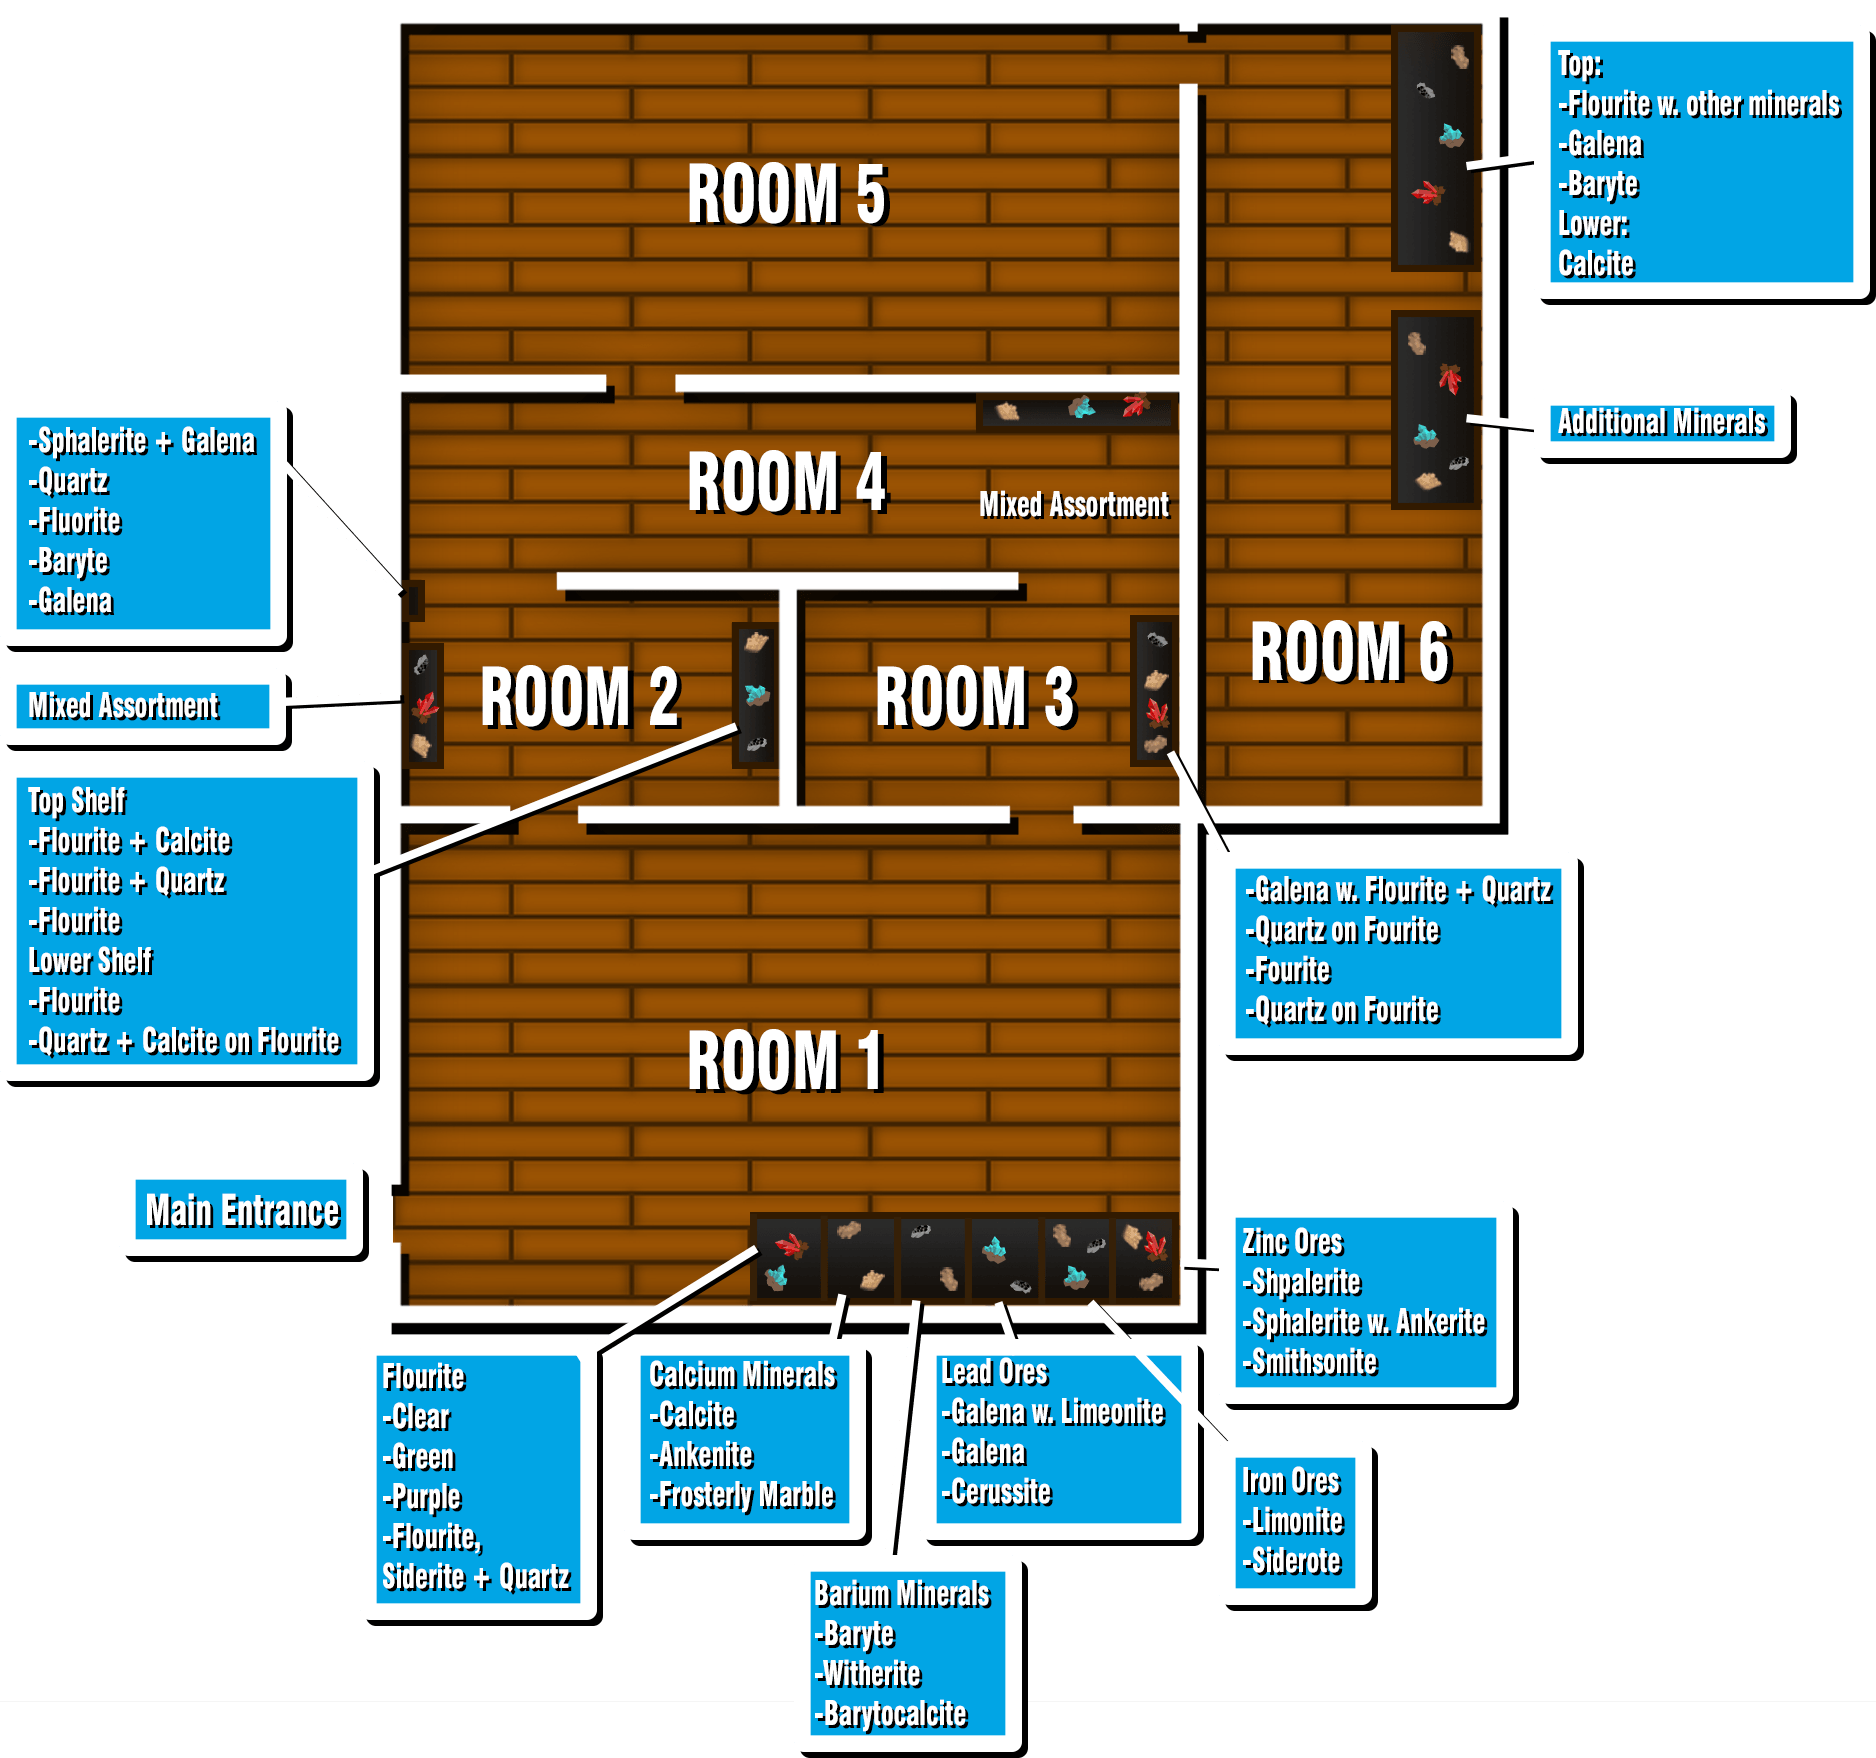 ROOM 5
Top:
-Flourite w. other minerals
-Galena
-Baryte
Lower:
Calcite
-Sphalerite + Galena
-Quartz
-Fluorite
-Baryte
-Galena
ROOM 4
Mixed Assortment
Additional Minerals
Mixed Assortment
ROOM 2
ROOM 3
ROOM 6
Top Shelf
-Flourite + Calcite
-Flourite + Quartz
-Flourite
Lower Shelf
-Flourite
-Quartz + Calcite on Flourite
-Galena w. Flourite + Quartz
-Quartz on Fourite
-Fourite
-Quartz on Fourite
ROOM 1
Main Entrance
Zinc Ores
-Shpalerite
-Sphalerite w. Ankerite
-Smithsonite
Flourite
-Clear
-Green
-Purple
-Flourite,
Siderite + Quartz
Calcium Minerals
-Calcite
-Ankenite
-Frosterly Marble
Lead Ores
-Galena w. Limeonite
-Galena
-Cerussite
Iron Ores
-Limonite
-Siderote
Barium Minerals
-Baryte
-Witherite
-Barytocalcite